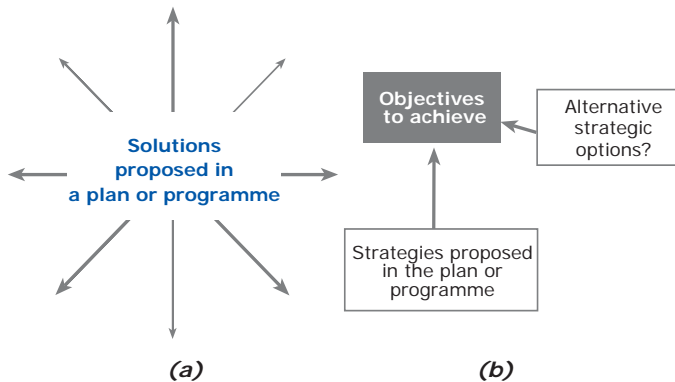 Solutions
proposed in
a plan or programme
(a)
Objectives
to achieve
Alternative
strategic
options?
Strategies proposed
in the plan or
programme
(b)